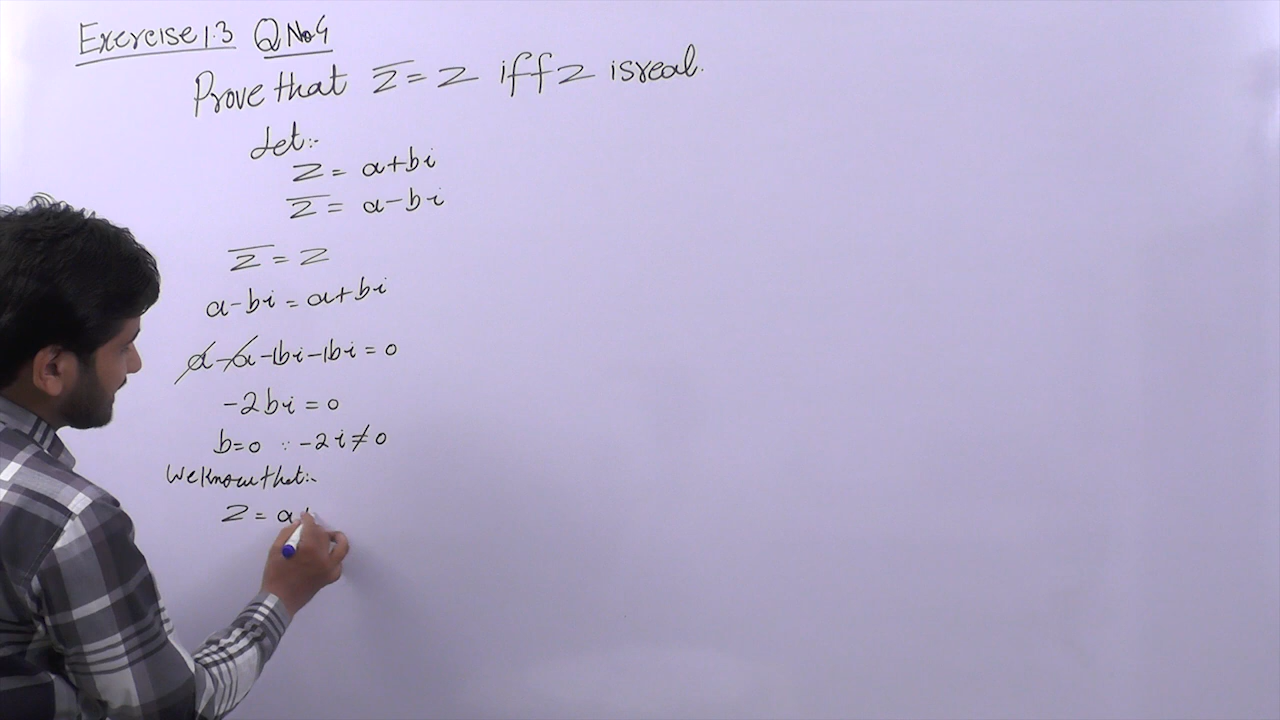 Exercise 1.3 Q No 4
Prove that z̅ = z iff z is real.
Let:-
z = a+bi
z̅ = a-bi
z̅ = z
a-bi = a+bi
a-a-1bi-1bi = 0
-2bi = 0
b=0 ∵ -2i ≠ 0
We know that:-
z = a+